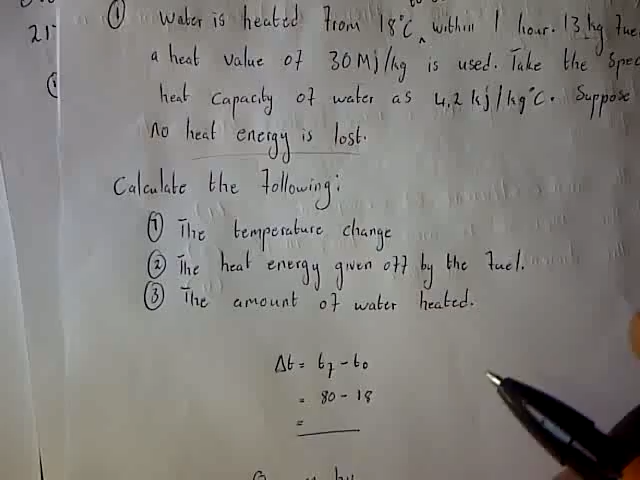 21
① Water is heated from 18°C ‸ within 1 hour. 13 kg fuel
a heat value of 30 Mj/kg is used. Take the Spec
heat capacity of water as 4,2 kj/kg°C. Suppose
no heat energy is lost.
Calculate the following:
① The temperature change
② The heat energy given off by the fuel.
③ The amount of water heated.
Δt = t₇ - t₀
= 80 - 18
=